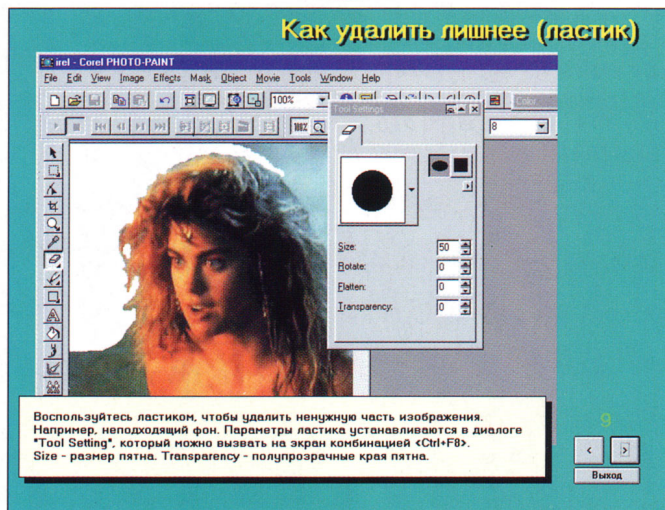 Как удалить лишнее (ластик)
irel - Corel PHOTO-PAINT
File Edit View Image Effects Mask Object Movie Tools Window Help
100%
Color
Tool Settings
100%
8
Size: 50
Rotate: 0
Flatten: 0
Transparency: 0
Воспользуйтесь ластиком, чтобы удалить ненужную часть изображения.
Например, неподходящий фон. Параметры ластика устанавливаются в диалоге
"Tool Setting", который можно вызвать на экран комбинацией <Ctrl+F8>.
Size - размер пятна. Transparency - полупрозрачные края пятна.
9
< >
Выход